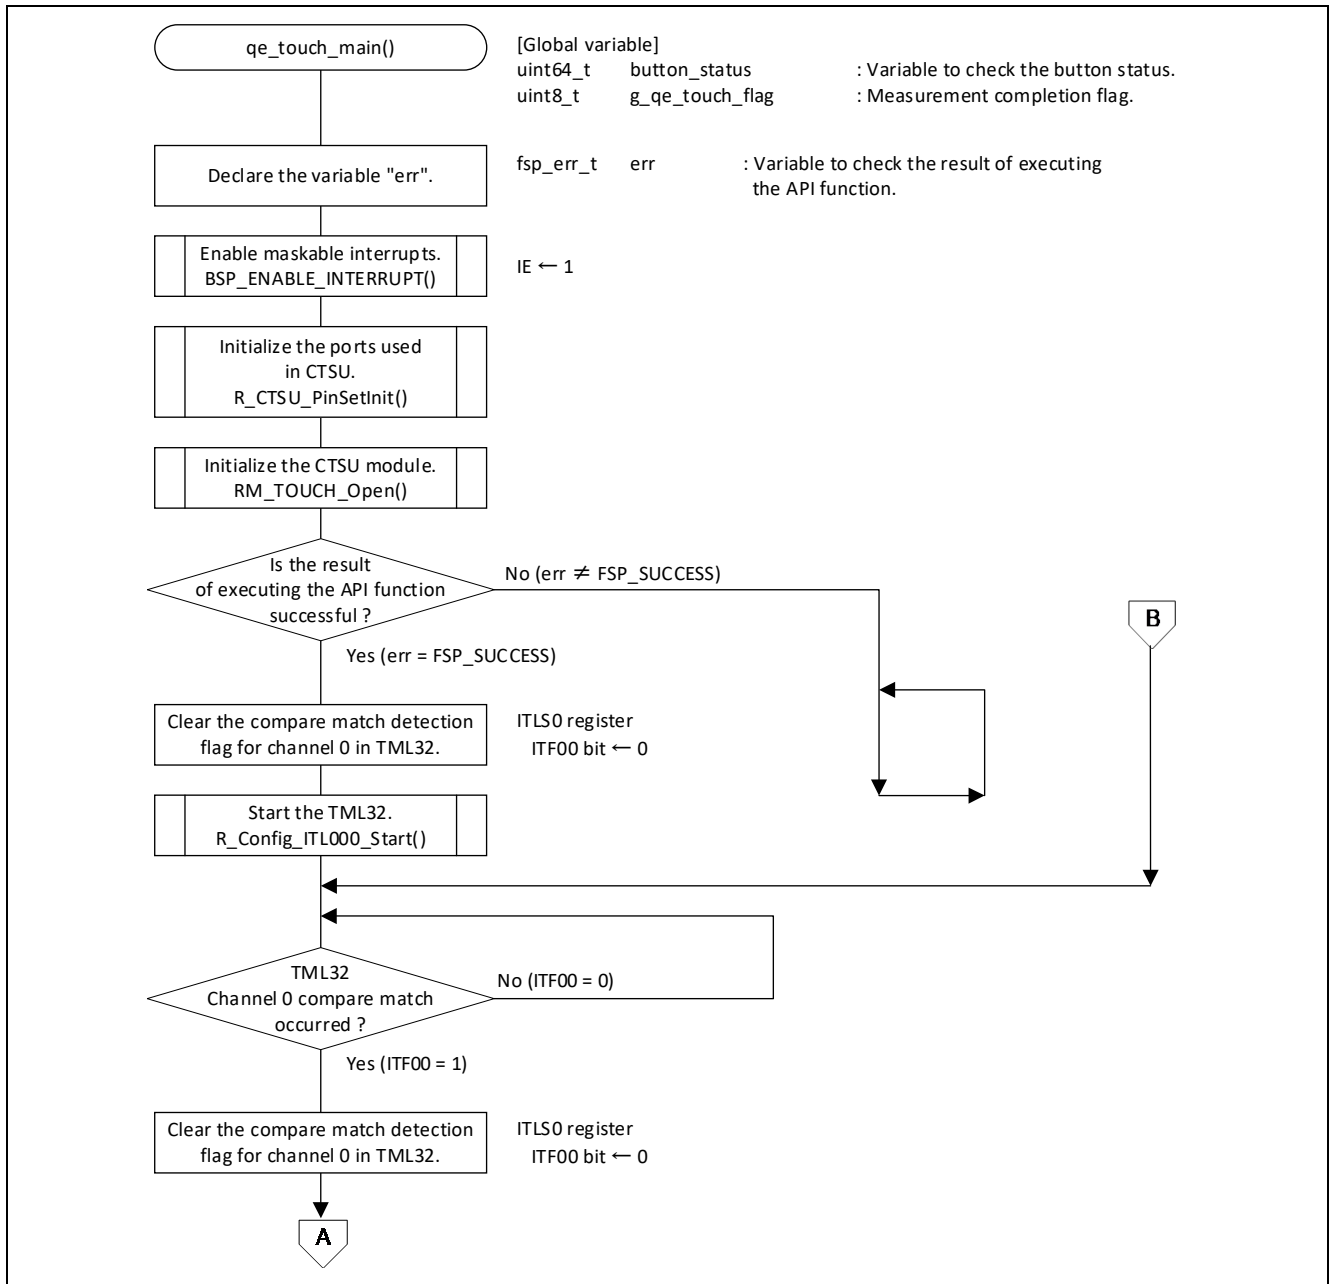 qe_touch_main()
[Global variable]
uint64_t button_status : Variable to check the button status.
uint8_t g_qe_touch_flag : Measurement completion flag.
Declare the variable "err".
fsp_err_t err : Variable to check the result of executing
the API function.
Enable maskable interrupts.
BSP_ENABLE_INTERRUPT()
IE ← 1
Initialize the ports used
in CTSU.
R_CTSU_PinSetInit()
Initialize the CTSU module.
RM_TOUCH_Open()
Is the result
of executing the API function
successful ?
No (err ≠ FSP_SUCCESS)
Yes (err = FSP_SUCCESS)
B
Clear the compare match detection
flag for channel 0 in TML32.
ITLS0 register
ITF00 bit ← 0
Start the TML32.
R_Config_ITL000_Start()
TML32
Channel 0 compare match
occurred ?
No (ITF00 = 0)
Yes (ITF00 = 1)
Clear the compare match detection
flag for channel 0 in TML32.
ITLS0 register
ITF00 bit ← 0
A